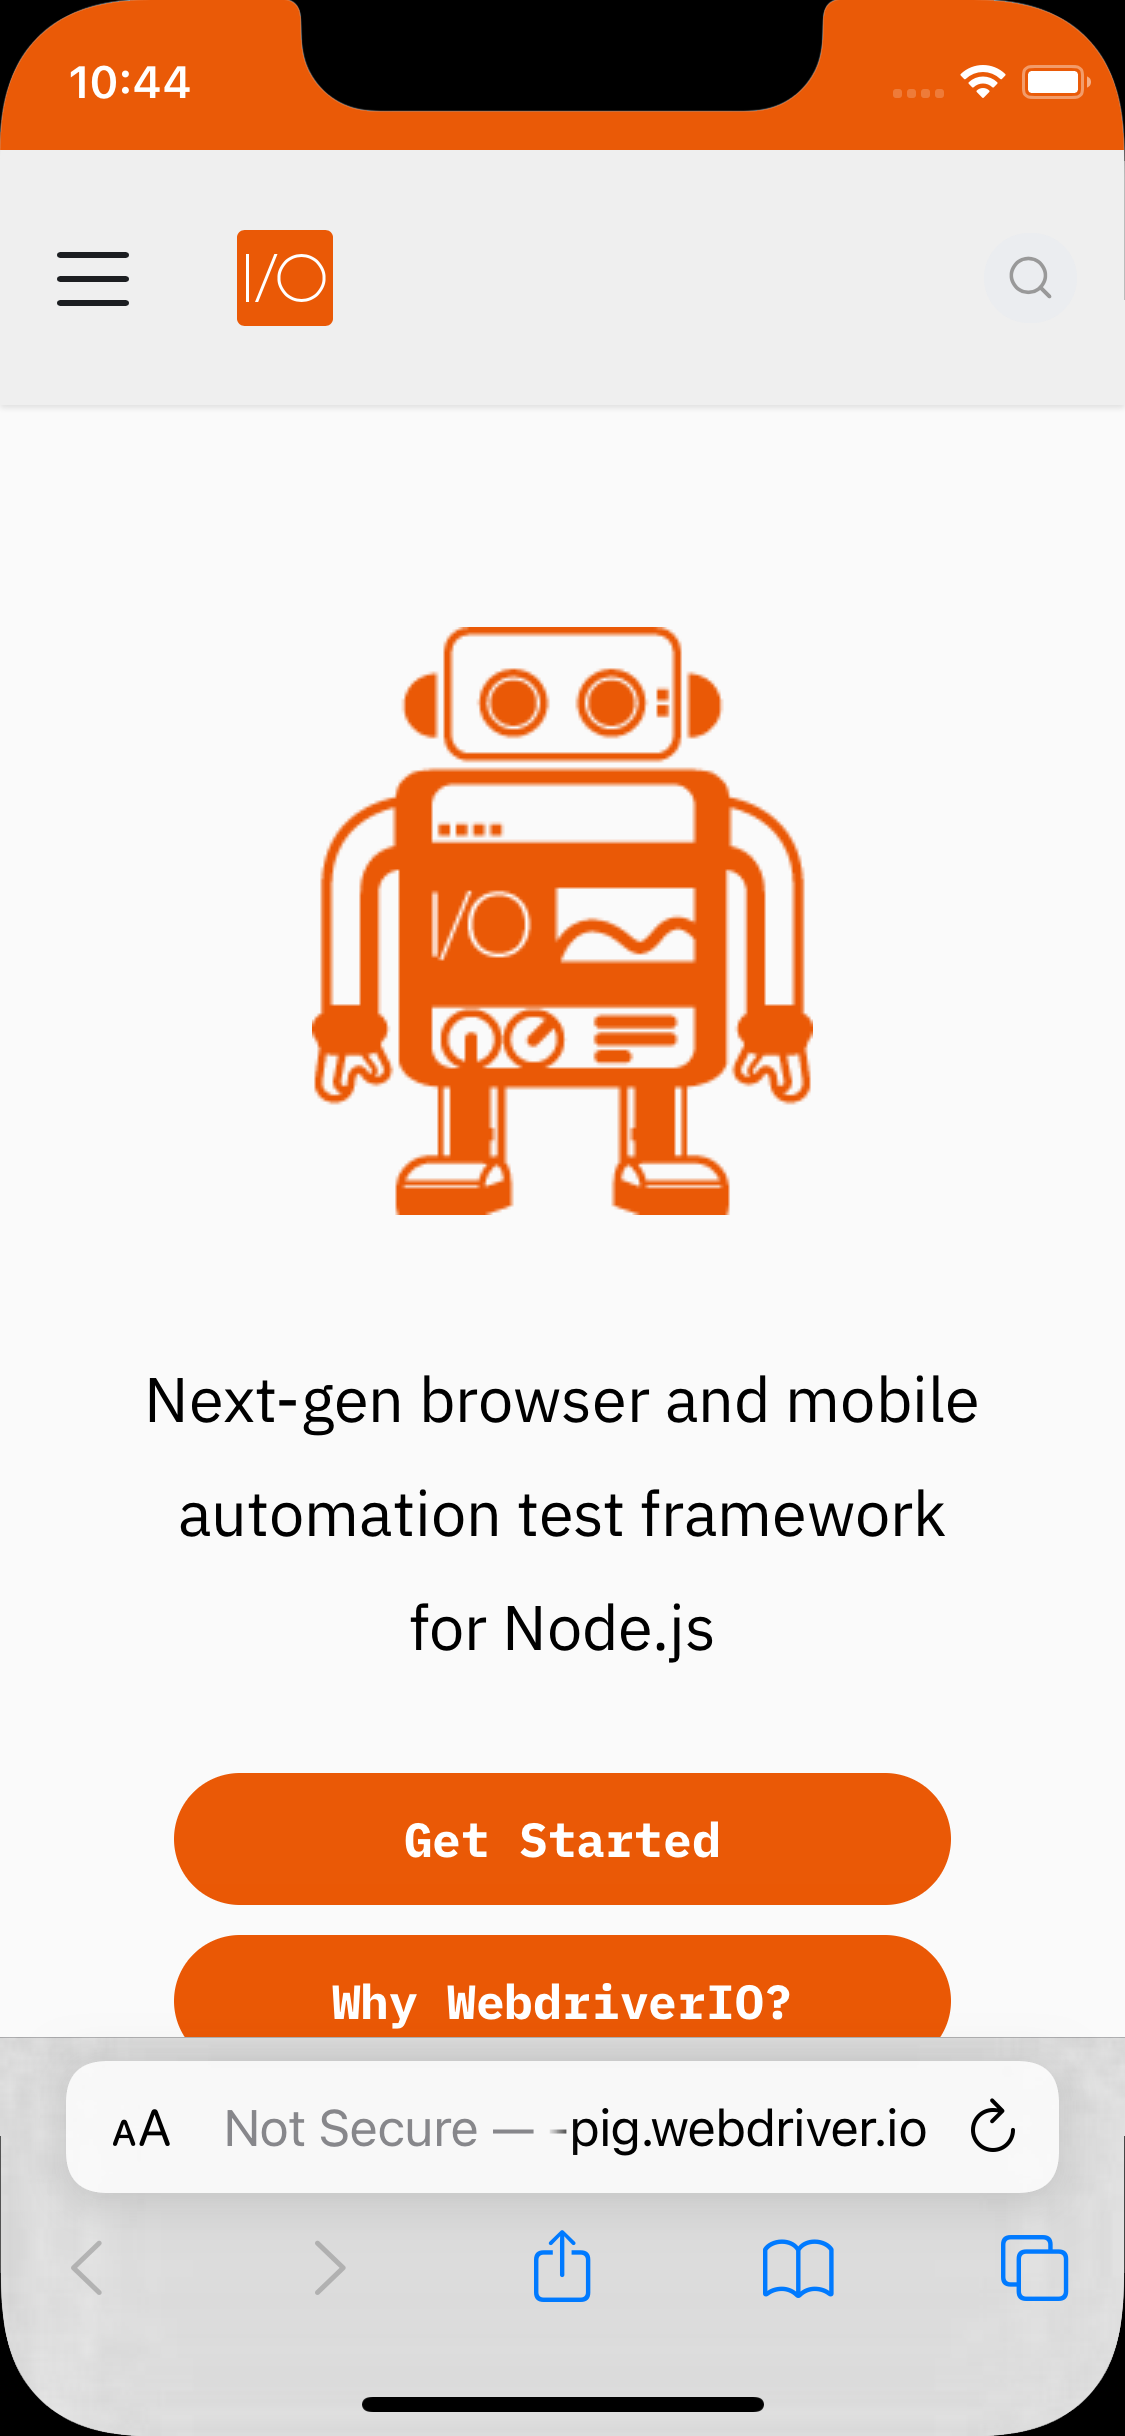 10:44
I/O
I/O
Next-gen browser and mobile
automation test framework
for Node.js
Get Started
Why WebdriverIO?
AA Not Secure — -pig.webdriver.io